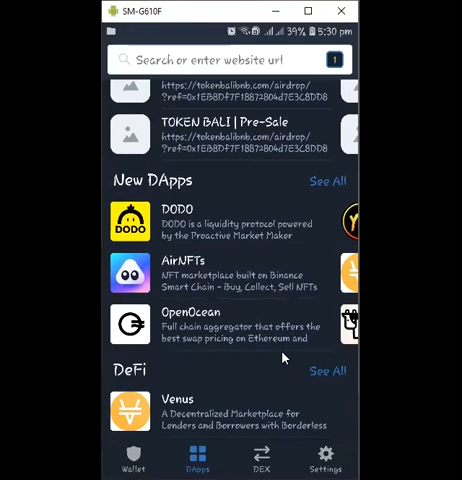 SM-G610F
39% 5:30 pm
Search or enter website url
1
https://tokenbalibnb.com/airdrop/
?ref=0x1EB8Df7F18B72804d7E3C8DD8
TOKEN BALI | Pre-Sale
https://tokenbalibnb.com/airdrop/
?ref=0x1EB8Df7F18B72804d7E3C8DD8
New DApps
See All
DODO
DODO
DODO is a liquidity protocol powered
by the Proactive Market Maker
AirNFTs
NFT marketplace built on Binance
Smart Chain - Buy, Collect, Sell NFTs
OpenOcean
Full chain aggregator that offers the
best swap pricing on Ethereum and
DeFi
See All
Venus
A Decentralized Marketplace for
Lenders and Borrowers with Borderless
Wallet
DApps
DEX
Settings